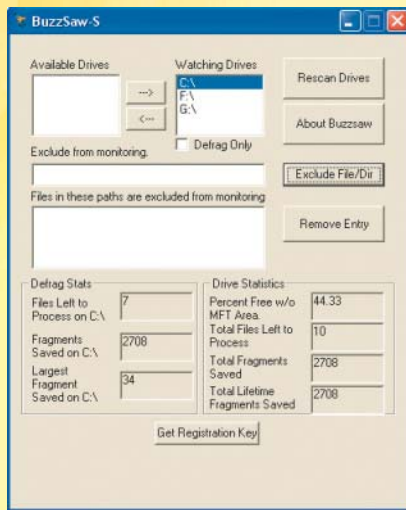 BuzzSaw-S
Available Drives
Watching Drives
--->
<---
C:\
F:\
G:\
Rescan Drives
About Buzzsaw
Defrag Only
Exclude from monitoring.
Exclude File/Dir
Files in these paths are excluded from monitoring
Remove Entry
Defrag Stats
Files Left to
Process on C:\
7
Fragments
Saved on C:\
2708
Largest
Fragment
Saved on C:\
34
Drive Statistics
Percent Free w/o
MFT Area.
44.33
Total Files Left to
Process
10
Total Fragments
Saved
2708
Total Lifetime
Fragments Saved
2708
Get Registration Key